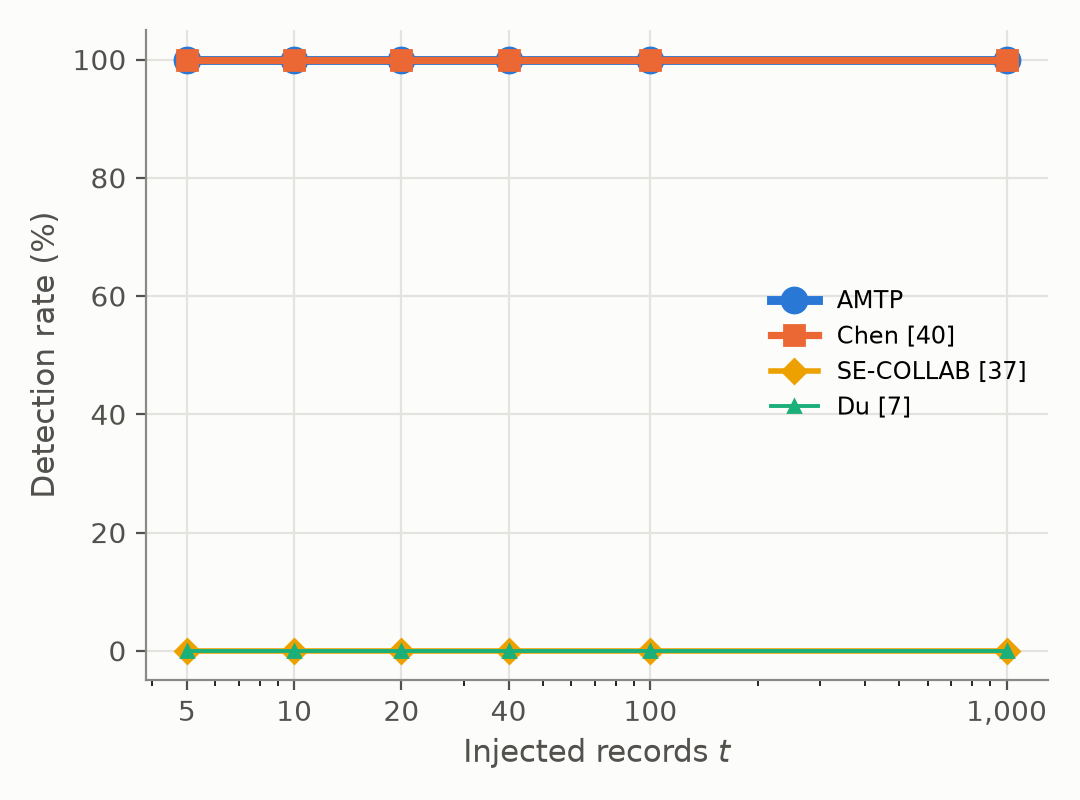 100
80
60
40
20
0
Detection rate (%)
AMTP
Chen [40]
SE-COLLAB [37]
Du [7]
5 10 20 40 100 1,000
Injected records t